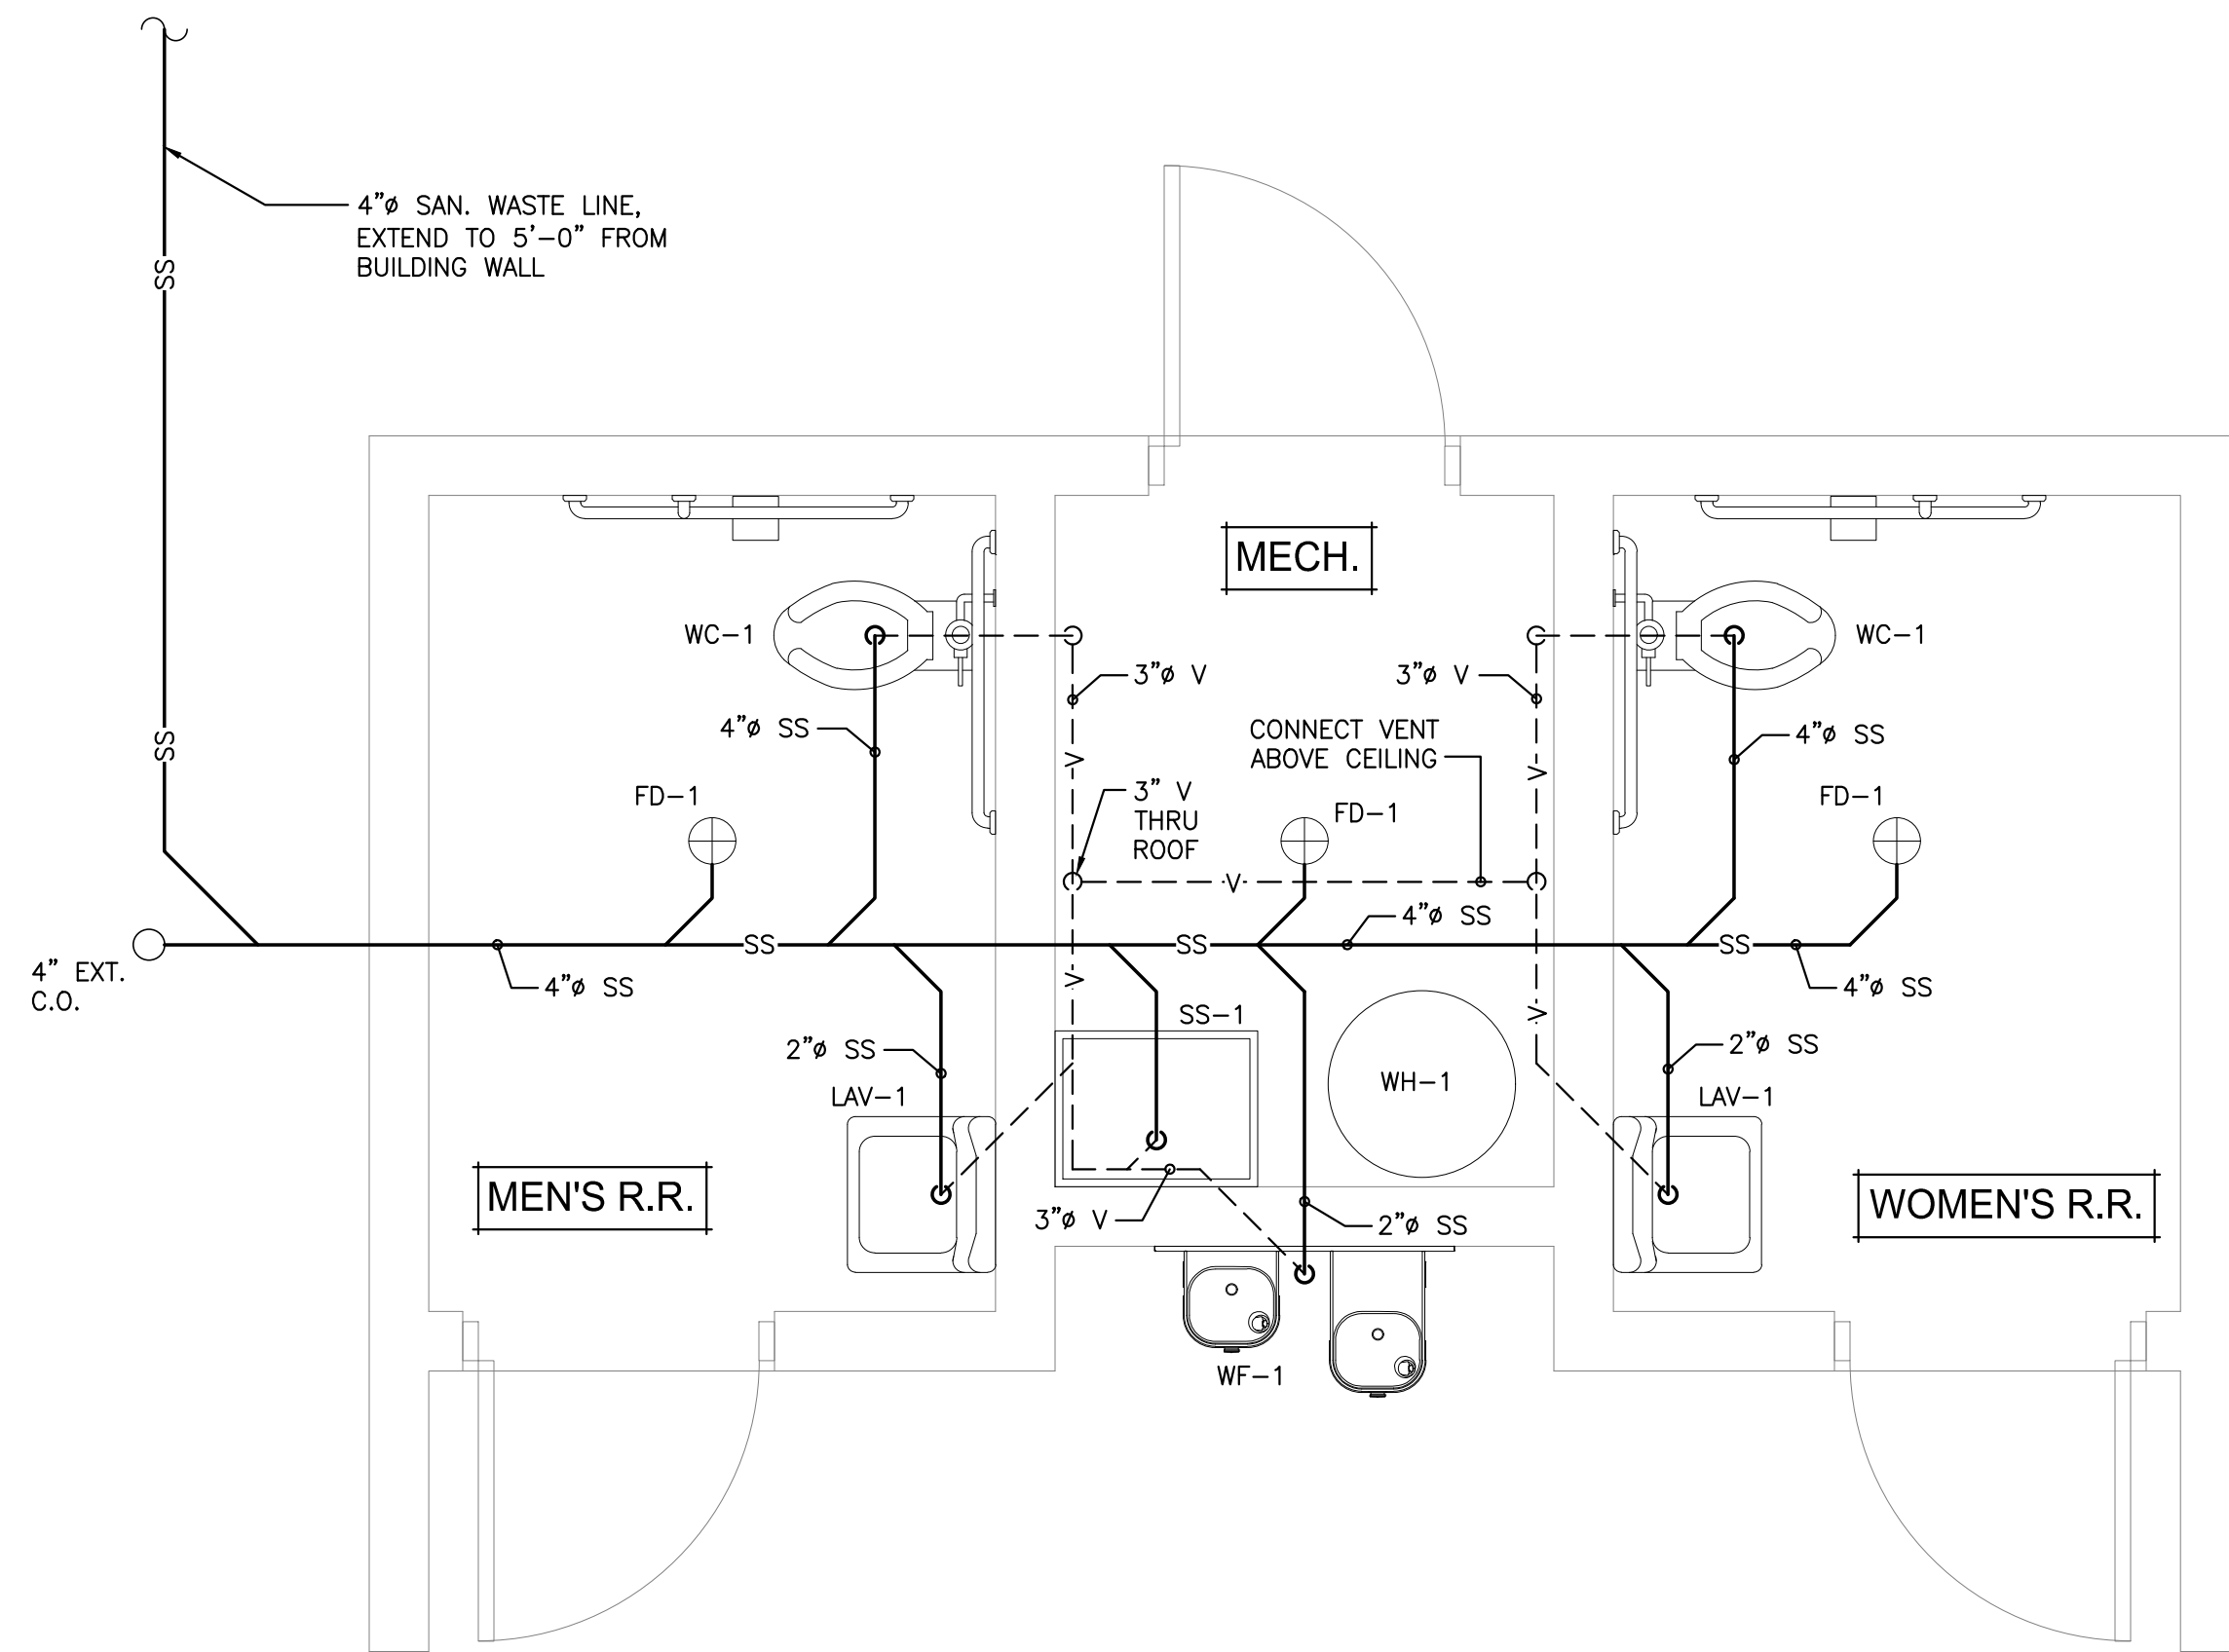 SS
4"ø SAN. WASTE LINE,
EXTEND TO 5'-0" FROM
BUILDING WALL
SS
MECH.
WC-1
WC-1
3"ø V
3"ø V
4"ø SS
CONNECT VENT
ABOVE CEILING
4"ø SS
V
V
FD-1
3" V
THRU
ROOF
FD-1
FD-1
V
4"ø SS
SS
SS
SS
4" EXT.
C.O.
4"ø SS
V
4"ø SS
SS-1
V
2"ø SS
2"ø SS
LAV-1
WH-1
LAV-1
MEN'S R.R.
WOMEN'S R.R.
3"ø V
2"ø SS
WF-1